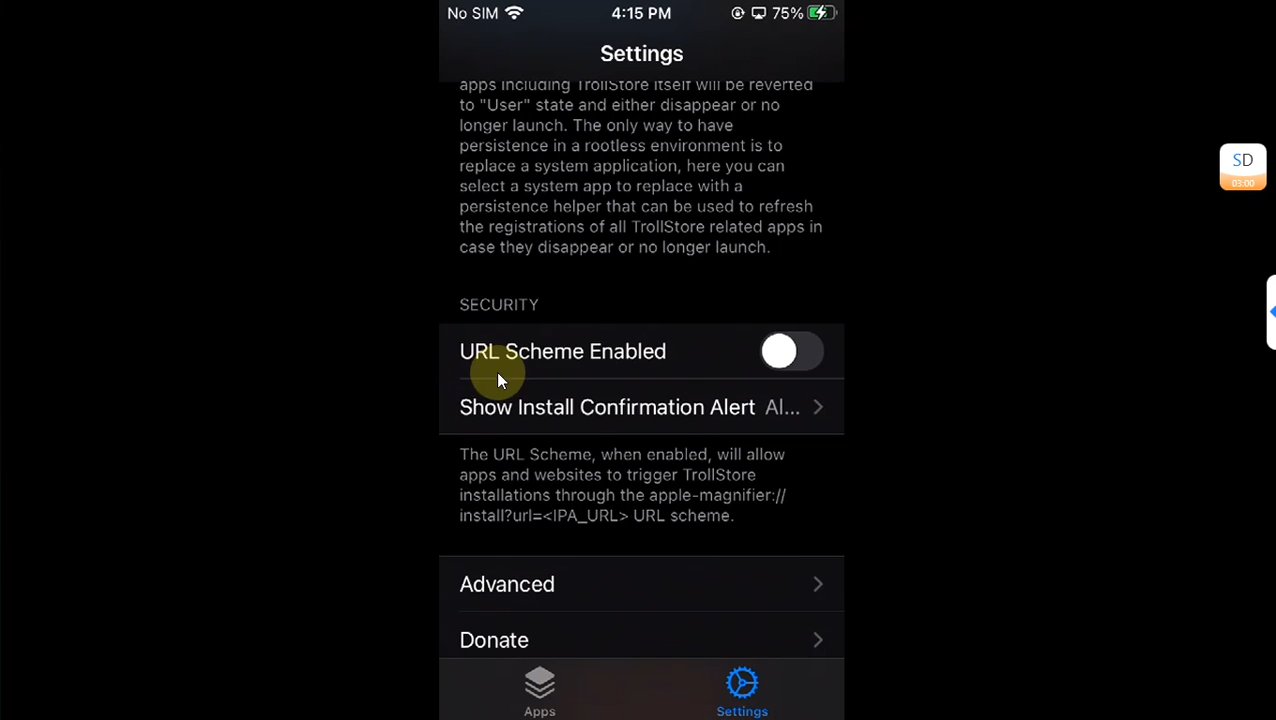 No SIM 4:15 PM 75%
Settings
apps including TrollStore itself will be reverted
to "User" state and either disappear or no
longer launch. The only way to have
persistence in a rootless environment is to
replace a system application, here you can
select a system app to replace with a
persistence helper that can be used to refresh
the registrations of all TrollStore related apps in
case they disappear or no longer launch.
SECURITY
URL Scheme Enabled
Show Install Confirmation Alert Al...
The URL Scheme, when enabled, will allow
apps and websites to trigger TrollStore
installations through the apple-magnifier://
install?url=<IPA_URL> URL scheme.
Advanced
Donate
Apps Settings
SD
03:00